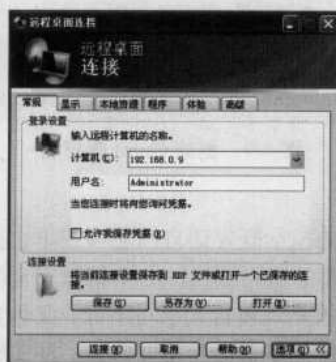 远程桌面连接
远程桌面
连接
常规 显示 本地资源 程序 体验 高级
登录设置
输入远程计算机的名称。
计算机(C): 192.168.0.9
用户名: Administrator
当您连接时将向您询问凭据。
允许我保存凭据(R)
连接设置
将当前连接设置保存到 RDP 文件或打开一个已保存的连接。
保存(S) 另存为(V)... 打开(E)...
连接(N) 取消 帮助(H) 选项(O) <<